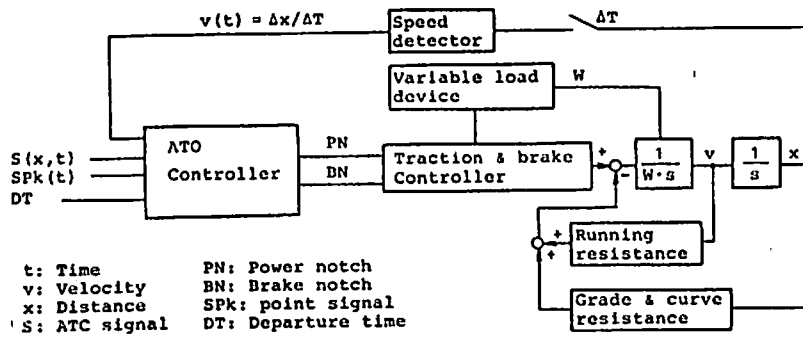 v(t) = Δx/ΔT
Speed
detector
ΔT
Variable load
device
W
ATO
Controller
S(x,t)
SPk(t)
DT
PN
BN
Traction & brake
Controller
+
-
1
W·s
v
1
s
x
+
+
Running
resistance
Grade & curve
resistance
t: Time
v: Velocity
x: Distance
S: ATC signal
PN: Power notch
BN: Brake notch
SPk: point signal
DT: Departure time